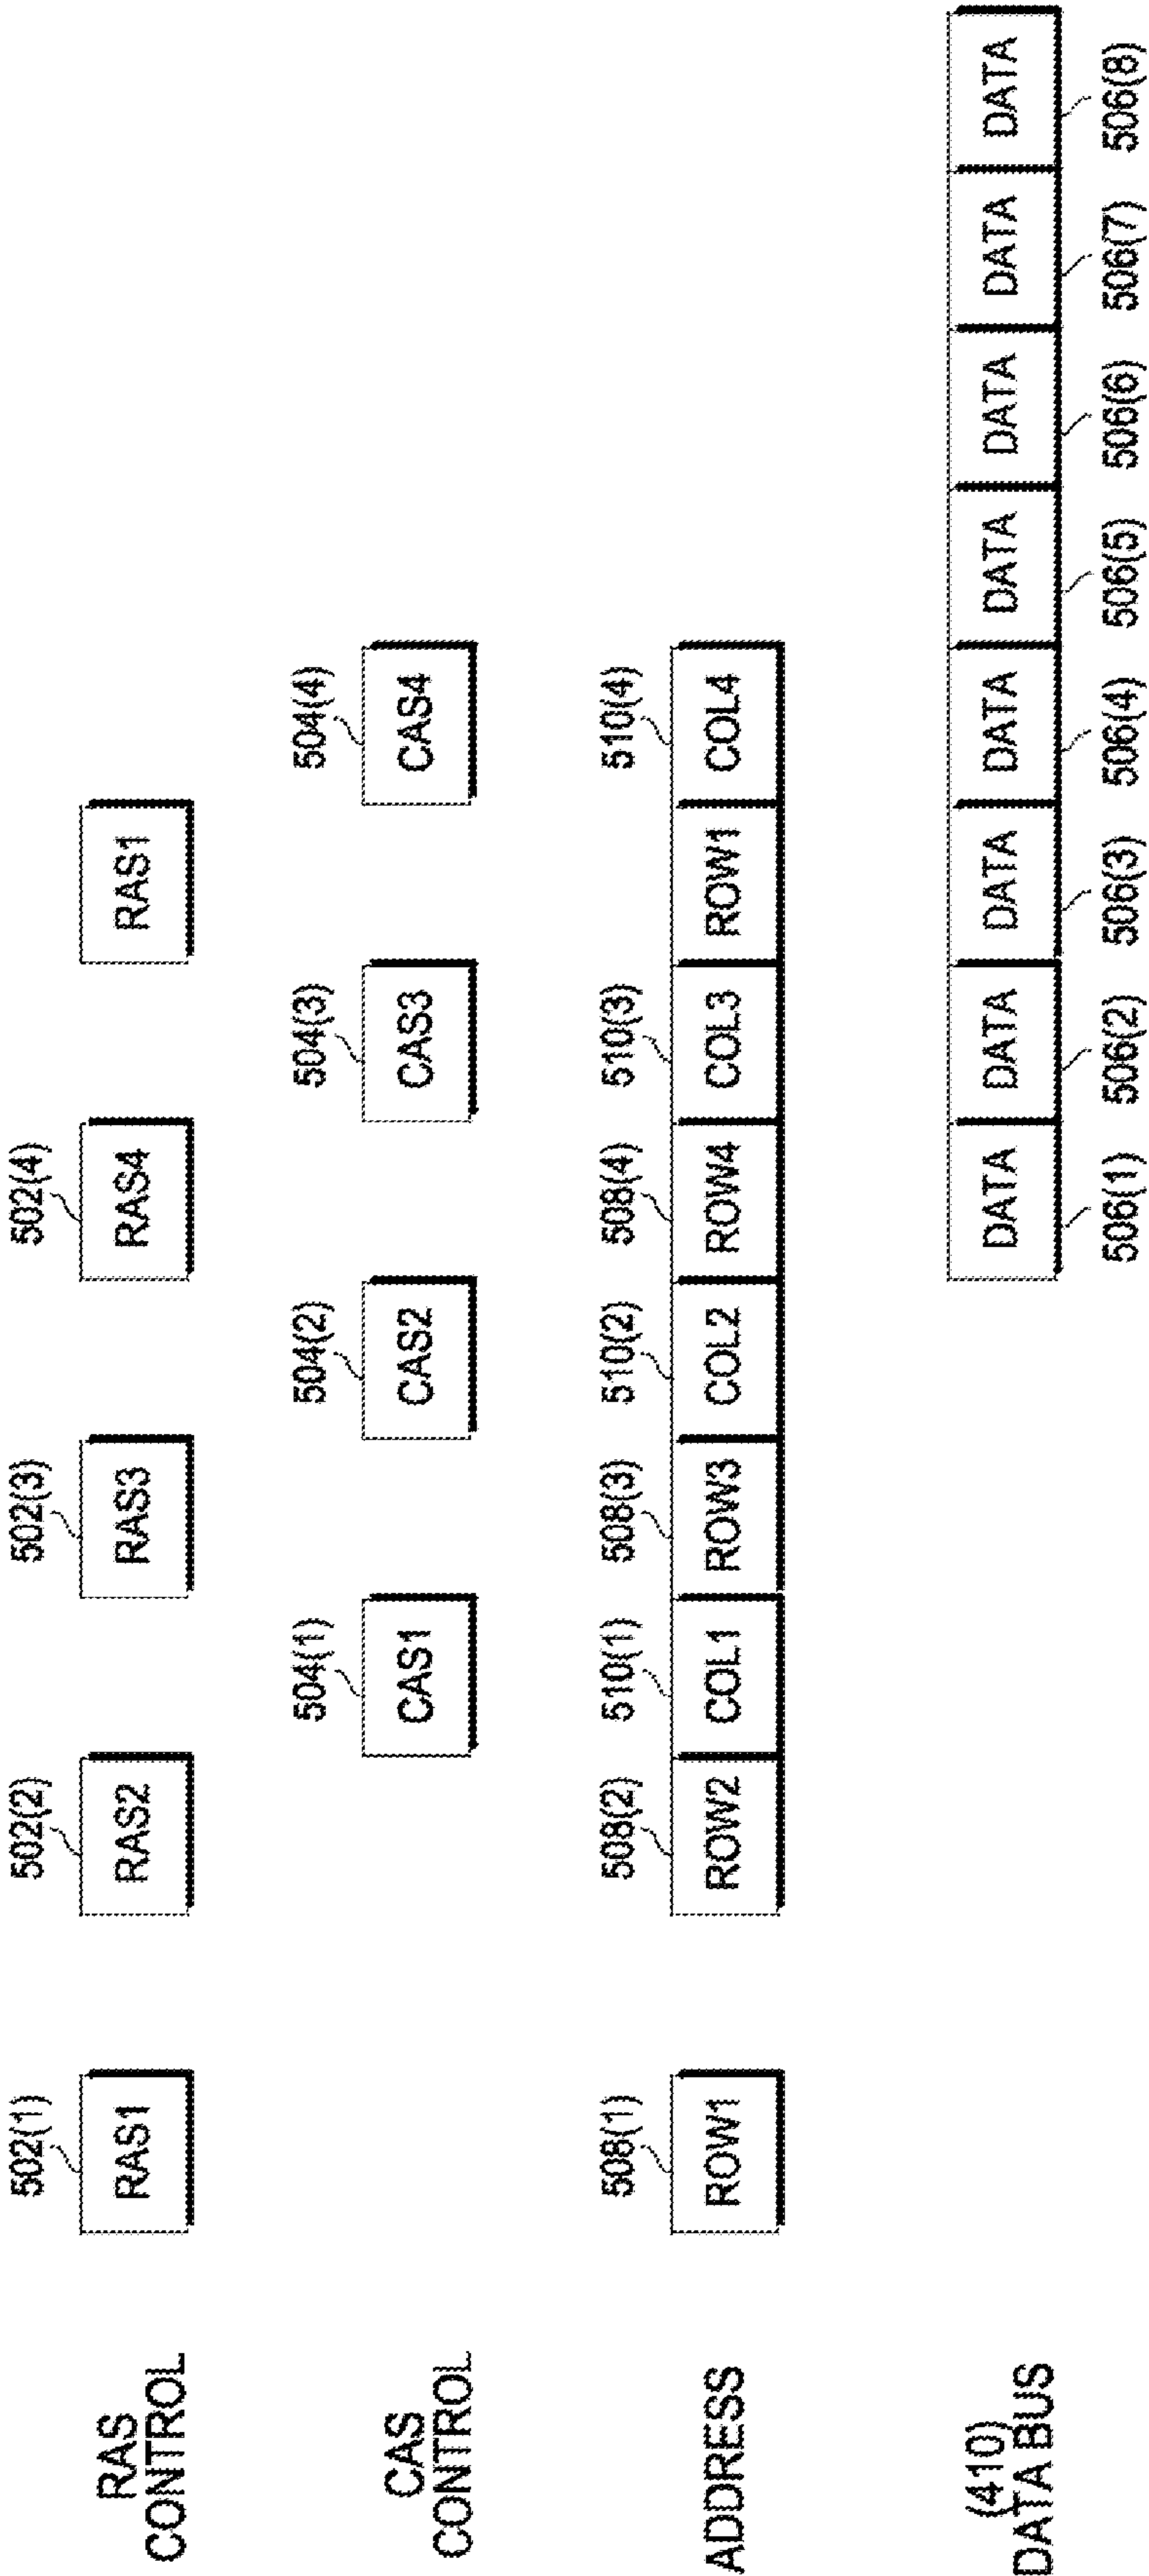 502(1) 502(2) 502(3) 502(4)
RAS CONTROL RAS1 RAS2 RAS3 RAS4 RAS1
504(1) 504(2) 504(3) 504(4)
CAS CONTROL CAS1 CAS2 CAS3 CAS4
508(1) 508(2) 510(1) 508(3) 510(2) 508(4) 510(3) 510(4)
ADDRESS ROW1 ROW2 COL1 ROW3 COL2 ROW4 COL3 ROW1 COL4
(410)
DATA BUS DATA DATA DATA DATA DATA DATA DATA DATA
506(1) 506(2) 506(3) 506(4) 506(5) 506(6) 506(7) 506(8)